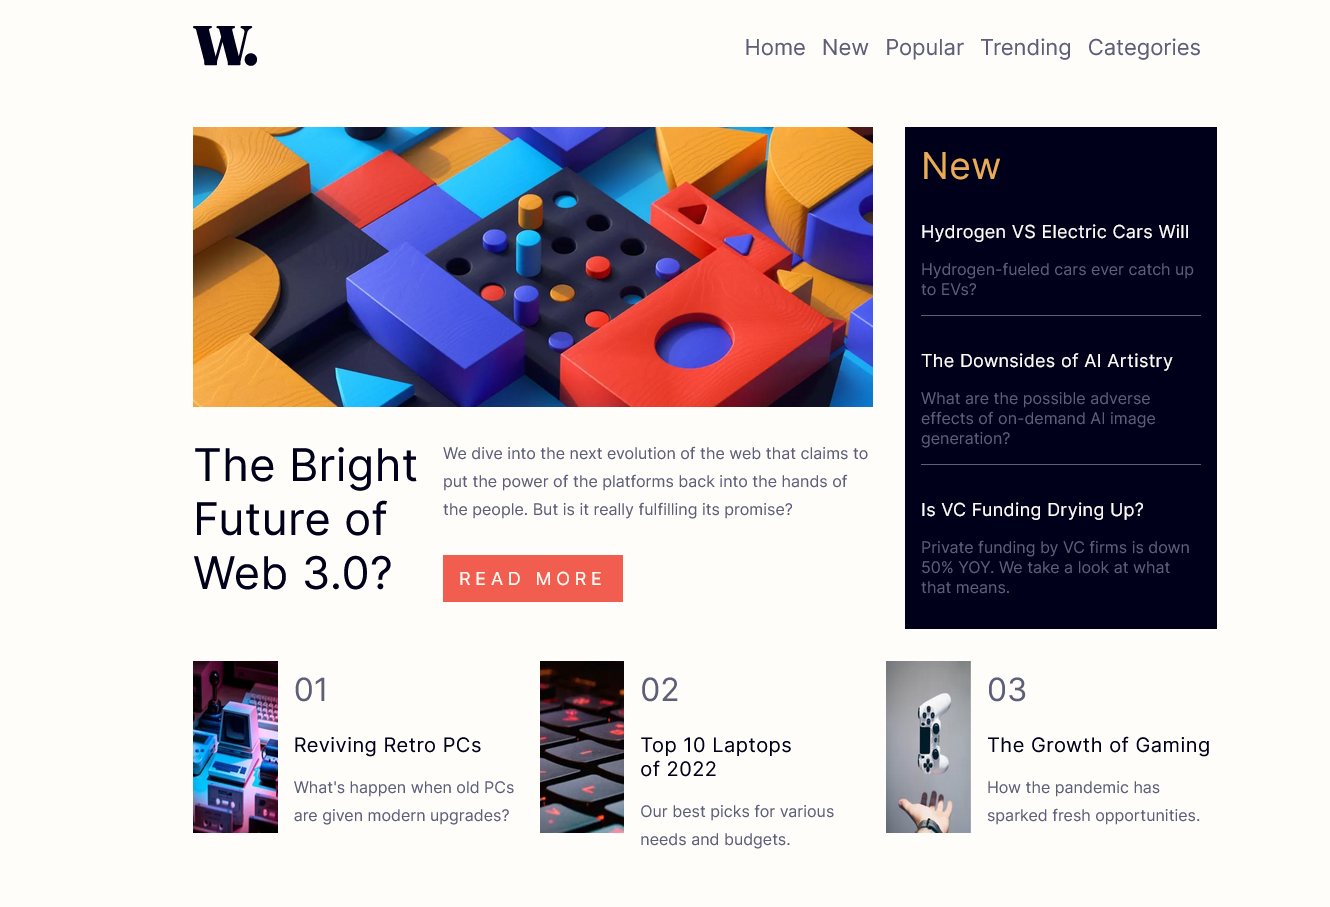 W.
Home New Popular Trending Categories
New
Hydrogen VS Electric Cars Will
Hydrogen-fueled cars ever catch up
to EVs?
The Downsides of AI Artistry
What are the possible adverse
effects of on-demand AI image
generation?
Is VC Funding Drying Up?
Private funding by VC firms is down
50% YOY. We take a look at what
that means.
The Bright
Future of
Web 3.0?
We dive into the next evolution of the web that claims to
put the power of the platforms back into the hands of
the people. But is it really fulfilling its promise?
READ MORE
01
Reviving Retro PCs
What's happen when old PCs
are given modern upgrades?
02
Top 10 Laptops
of 2022
Our best picks for various
needs and budgets.
03
The Growth of Gaming
How the pandemic has
sparked fresh opportunities.